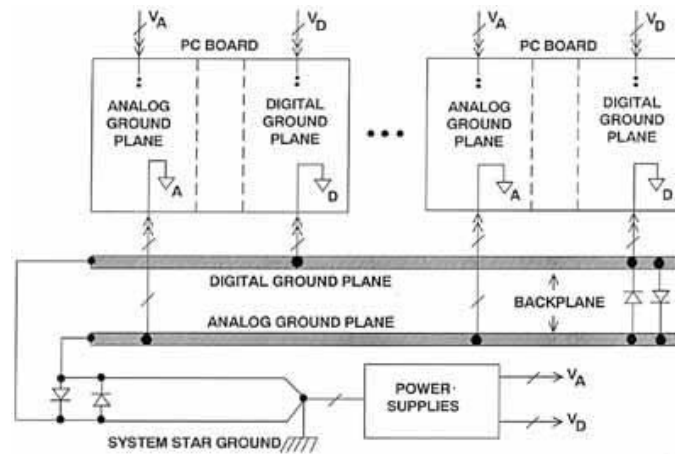 VA VD VA VD
PC BOARD PC BOARD
ANALOG
GROUND
PLANE
A
DIGITAL
GROUND
PLANE
D
ANALOG
GROUND
PLANE
A
DIGITAL
GROUND
PLANE
D
DIGITAL GROUND PLANE
BACKPLANE
ANALOG GROUND PLANE
POWER
SUPPLIES
VA
VD
SYSTEM STAR GROUND